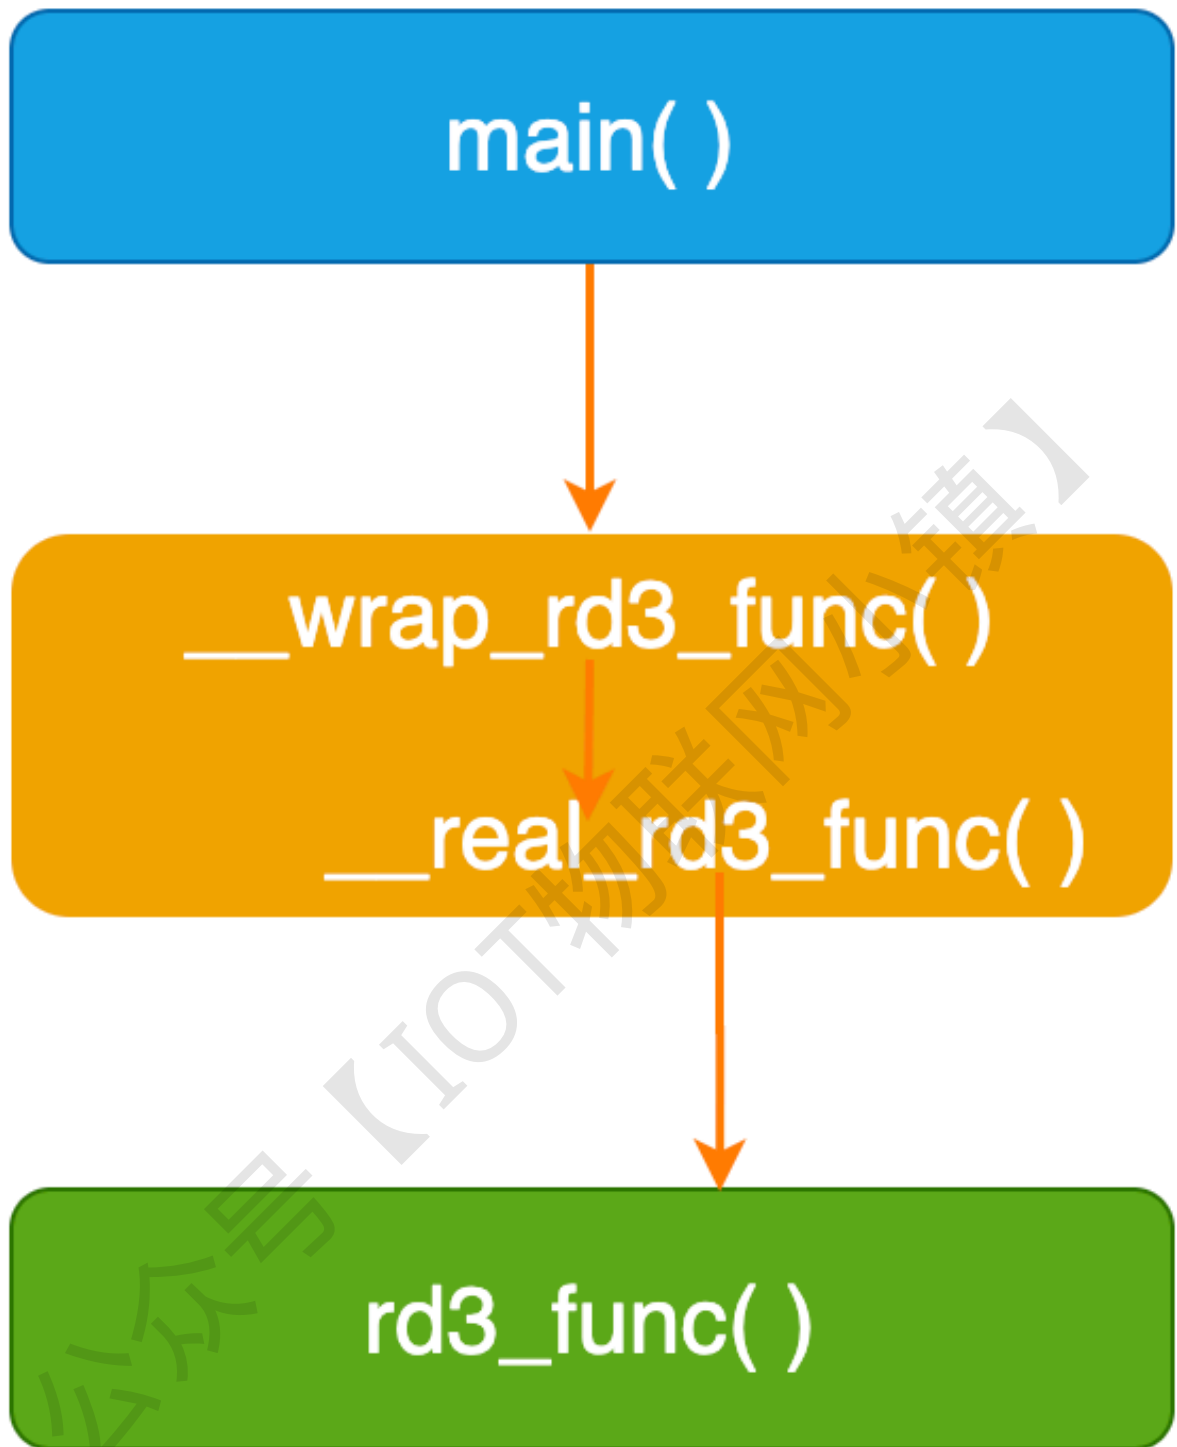 main( )
__wrap_rd3_func( )
__real_rd3_func( )
rd3_func( )
公众号【IOT物联网小镇】